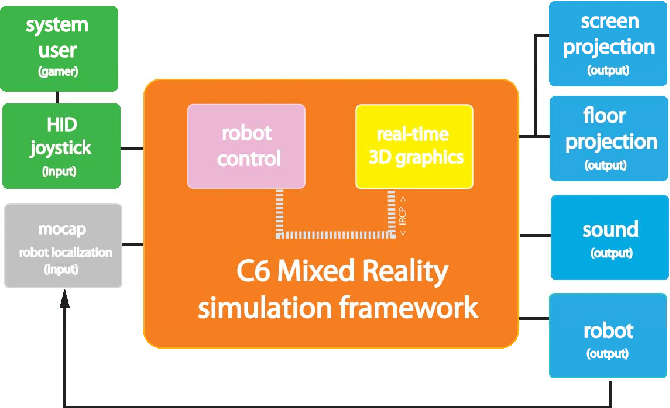 system
user
(gamer)
HID
joystick
(input)
mocap
robot localization
(input)
robot
control
real-time
3D graphics
< IRCP >
C6 Mixed Reality
simulation framework
screen
projection
(output)
floor
projection
(output)
sound
(output)
robot
(output)